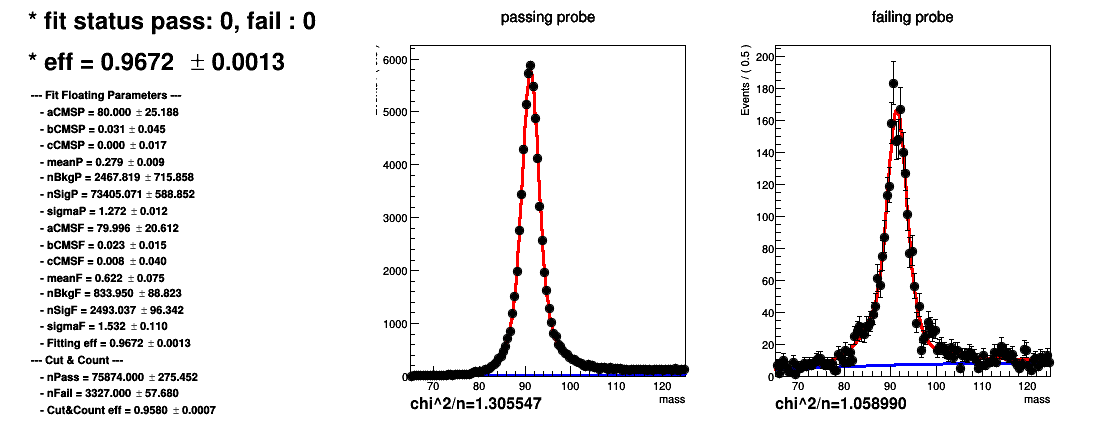 * fit status pass: 0, fail : 0
* eff = 0.9672 ± 0.0013
--- Fit Floating Parameters ---
- aCMSP = 80.000 ± 25.188
- bCMSP = 0.031 ± 0.045
- cCMSP = 0.000 ± 0.017
- meanP = 0.279 ± 0.009
- nBkgP = 2467.819 ± 715.858
- nSigP = 73405.071 ± 588.852
- sigmaP = 1.272 ± 0.012
- aCMSF = 79.996 ± 20.612
- bCMSF = 0.023 ± 0.015
- cCMSF = 0.008 ± 0.040
- meanF = 0.622 ± 0.075
- nBkgF = 833.950 ± 88.823
- nSigF = 2493.037 ± 96.342
- sigmaF = 1.532 ± 0.110
- Fitting eff = 0.9672 ± 0.0013
--- Cut & Count ---
- nPass = 75874.000 ± 275.452
- nFail = 3327.000 ± 57.680
- Cut&Count eff = 0.9580 ± 0.0007
passing probe
6000
5000
4000
3000
2000
1000
0
70 80 90 100 110 120
mass
chi^2/n=1.305547
failing probe
Events / ( 0.5 )
200
180
160
140
120
100
80
60
40
20
0
70 80 90 100 110 120
mass
chi^2/n=1.058990